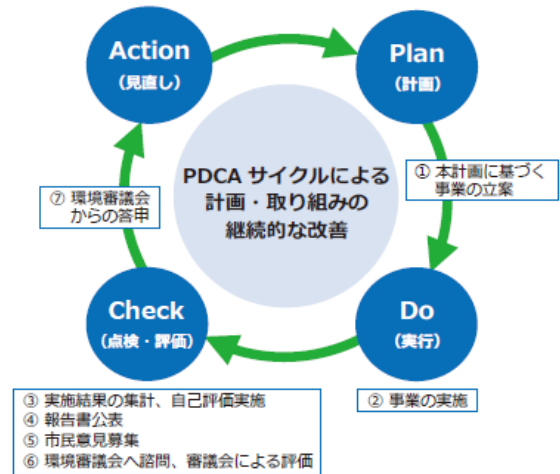 Action
（見直し）
Plan
（計画）
PDCA サイクルによる
計画・取り組みの
継続的な改善
① 本計画に基づく
事業の立案
⑦ 環境審議会
からの答申
Check
（点検・評価）
Do
（実行）
② 事業の実施
③ 実施結果の集計、自己評価実施
④ 報告書公表
⑤ 市民意見募集
⑥ 環境審議会へ諮問、審議会による評価